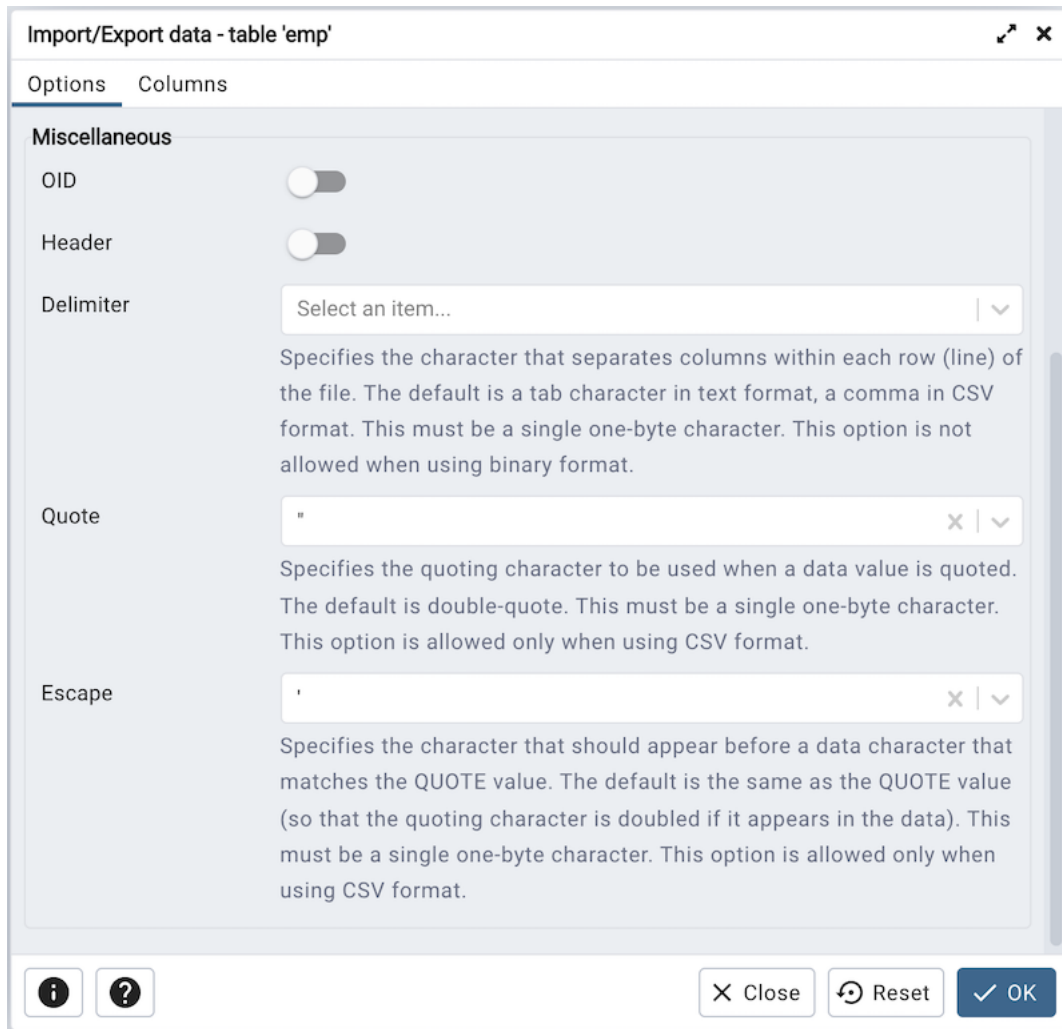 Import/Export data - table 'emp'
Options Columns
Miscellaneous
OID
Header
Delimiter
Select an item...
Specifies the character that separates columns within each row (line) of
the file. The default is a tab character in text format, a comma in CSV
format. This must be a single one-byte character. This option is not
allowed when using binary format.
Quote
"
Specifies the quoting character to be used when a data value is quoted.
The default is double-quote. This must be a single one-byte character.
This option is allowed only when using CSV format.
Escape
'
Specifies the character that should appear before a data character that
matches the QUOTE value. The default is the same as the QUOTE value
(so that the quoting character is doubled if it appears in the data). This
must be a single one-byte character. This option is allowed only when
using CSV format.
Close Reset OK